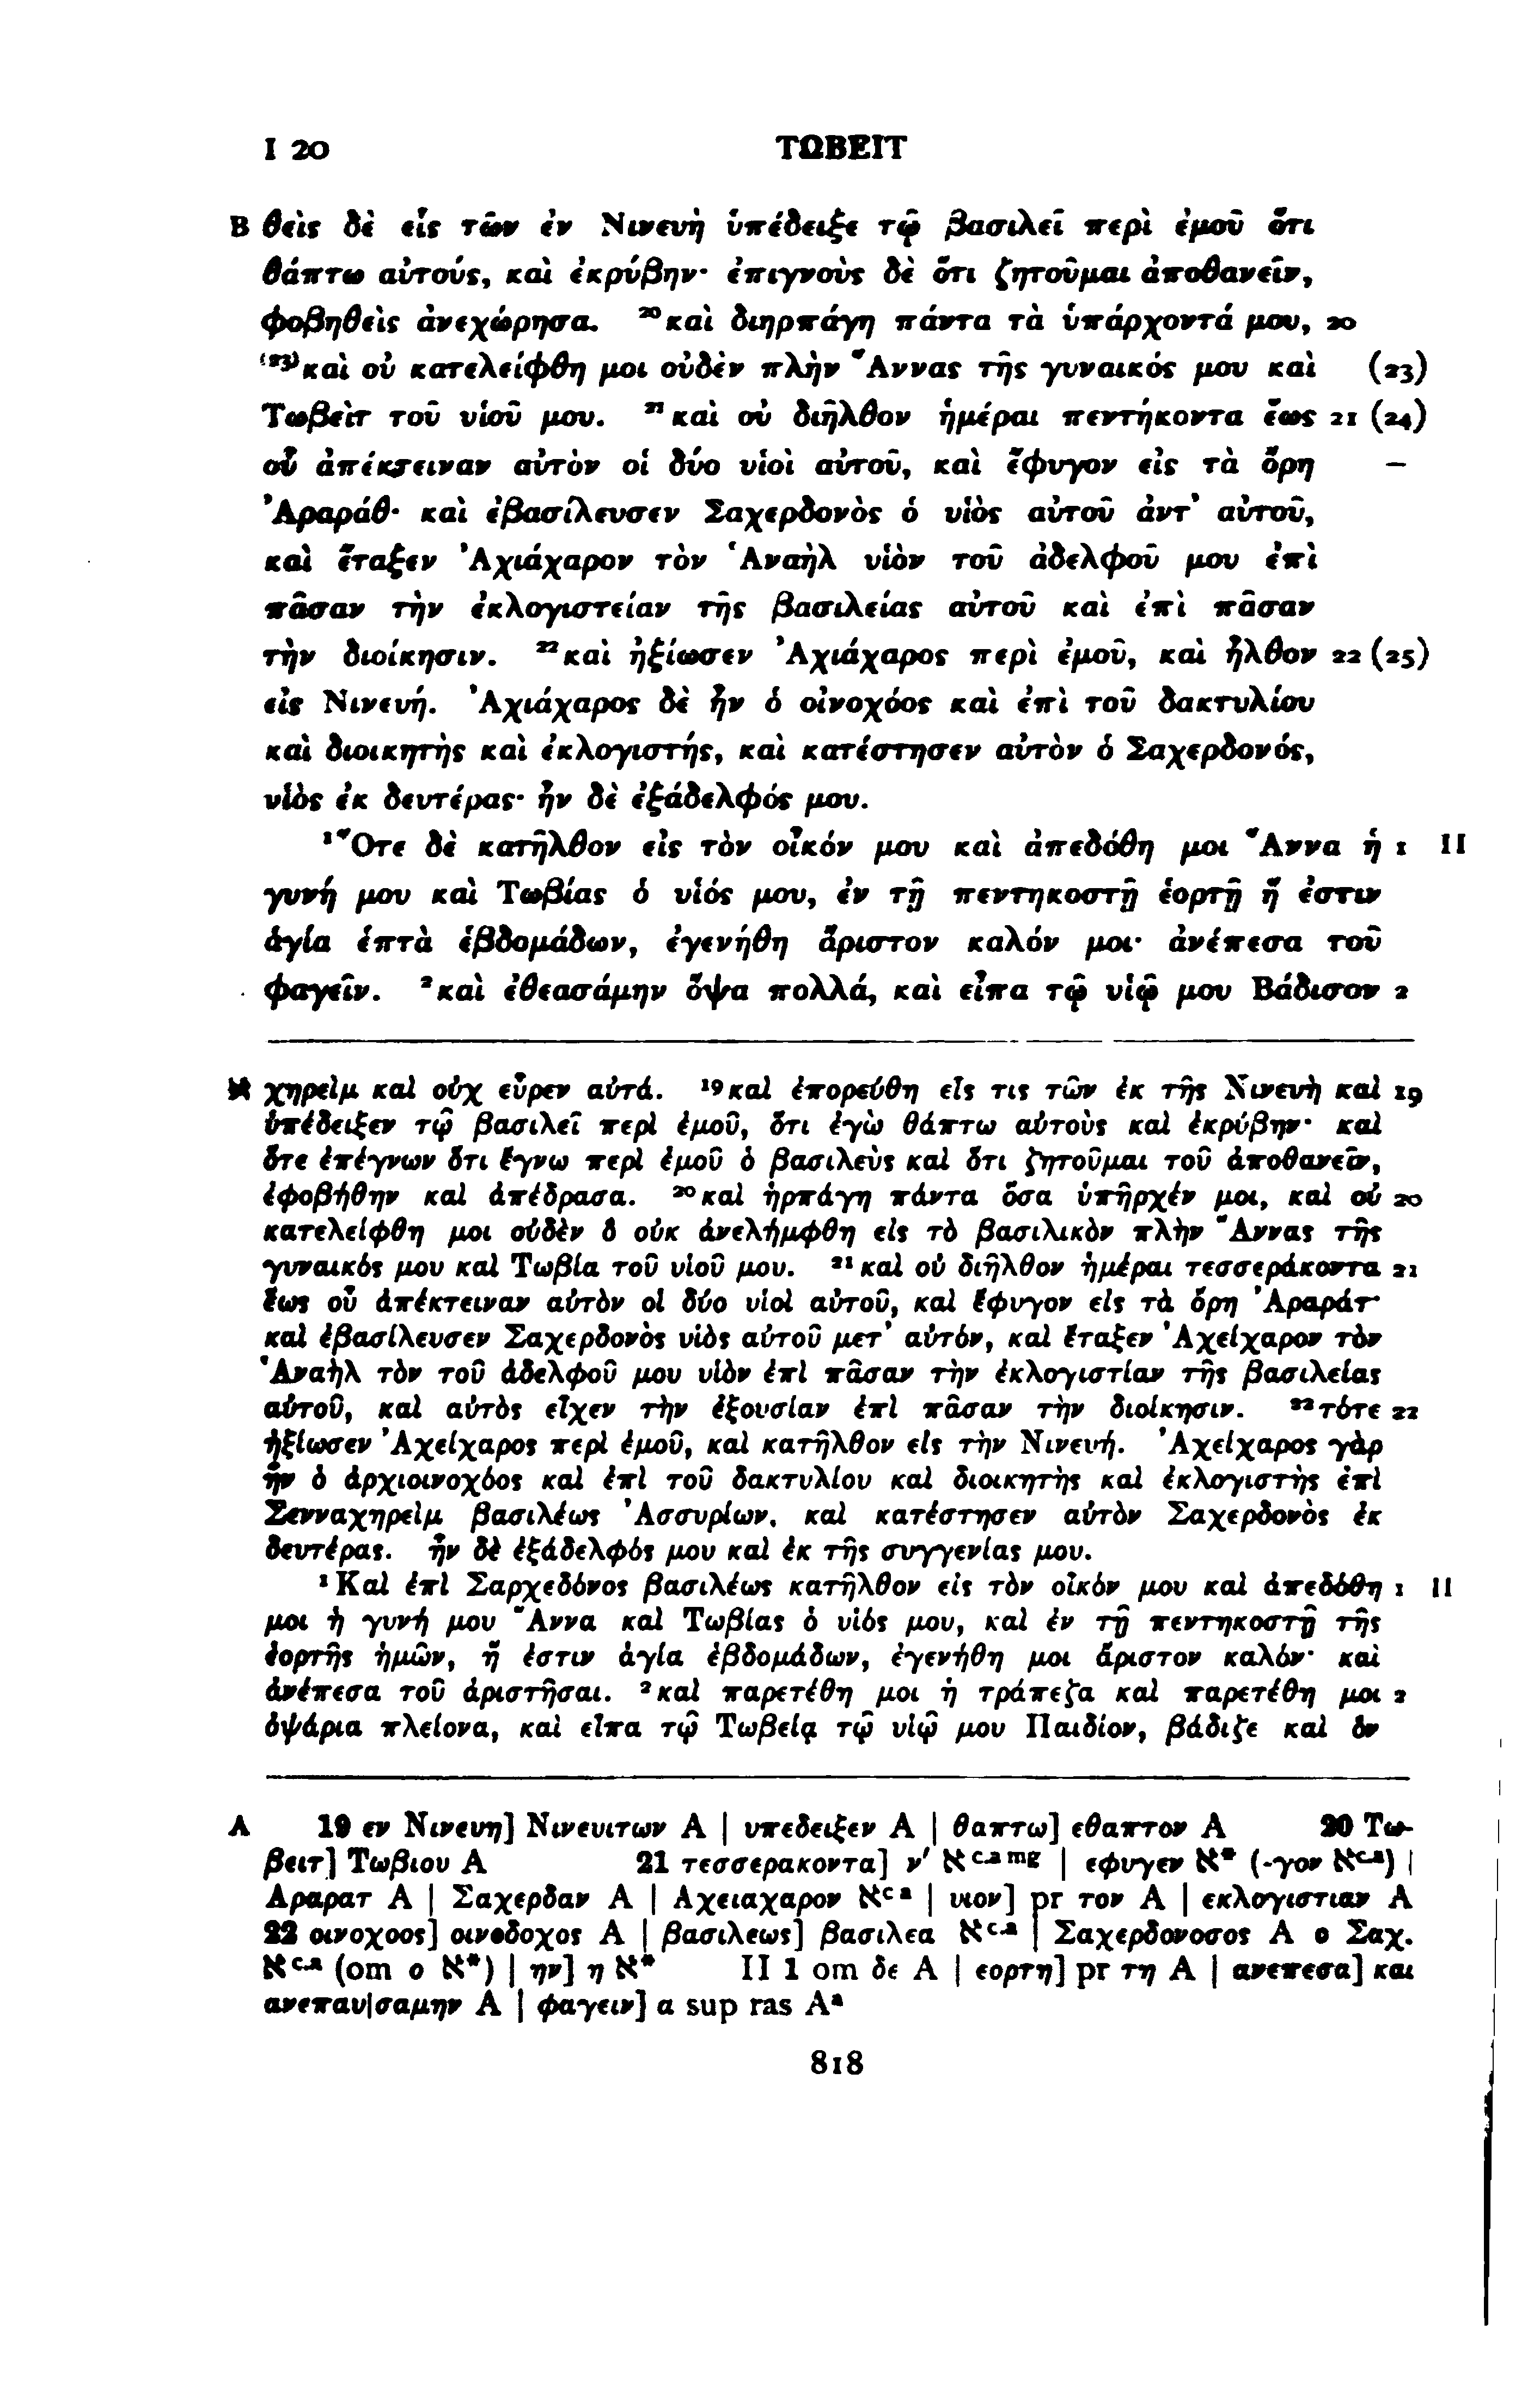 I 20 ΤΩΒΕΙΤ
B θεὶς δὲ εἷς τῶν ἐν Νινευὴ ὑπέδειξε τῷ βασιλεῖ περὶ ἐμοῦ ὅτι
θάπτω αὐτούς, καὶ ἐκρύβην· ἐπιγνοὺς δὲ ὅτι ζητοῦμαι ἀποθανεῖν,
φοβηθεὶς ἀνεχώρησα. ²⁰καὶ διηρπάγη πάντα τὰ ὑπάρχοντά μου, 20
⁽²³⁾καὶ οὐ κατελείφθη μοι οὐδὲν πλὴν Ἄννας τῆς γυναικός μου καὶ (23)
Τωβεὶτ τοῦ υἱοῦ μου. ²¹καὶ οὐ διῆλθον ἡμέραι πεντήκοντα ἕως 21 (24)
οὗ ἀπέκτειναν αὐτὸν οἱ δύο υἱοὶ αὐτοῦ, καὶ ἔφυγον εἰς τὰ ὄρη
Ἀραράθ· καὶ ἐβασίλευσεν Σαχερδονὸς ὁ υἱὸς αὐτοῦ ἀντ᾽ αὐτοῦ,
καὶ ἔταξεν Ἀχιάχαρον τὸν Ἁναὴλ υἱὸν τοῦ ἀδελφοῦ μου ἐπὶ
πᾶσαν τὴν ἐκλογιστείαν τῆς βασιλείας αὐτοῦ καὶ ἐπὶ πᾶσαν
τὴν διοίκησιν. ²²καὶ ἠξίωσεν Ἀχιάχαρος περὶ ἐμοῦ, καὶ ἦλθον 22 (25)
εἰς Νινευή. Ἀχιάχαρος δὲ ἦν ὁ οἰνοχόος καὶ ἐπὶ τοῦ δακτυλίου
καὶ διοικητὴς καὶ ἐκλογιστής, καὶ κατέστησεν αὐτὸν ὁ Σαχερδονός,
υἱὸς ἐκ δευτέρας· ἦν δὲ ἐξάδελφός μου.
¹Ὅτε δὲ κατῆλθον εἰς τὸν οἶκόν μου καὶ ἀπεδόθη μοι Ἄννα ἡ 1 II
γυνή μου καὶ Τωβίας ὁ υἱός μου, ἐν τῇ πεντηκοστῇ ἑορτῇ ἥ ἐστιν
ἁγία ἑπτὰ ἑβδομάδων, ἐγενήθη ἄριστον καλόν μοι· ἀνέπεσα τοῦ
φαγεῖν. ²καὶ ἐθεασάμην ὄψα πολλά, καὶ εἶπα τῷ υἱῷ μου Βάδισον 2
א χηρεὶμ καὶ οὐχ εὗρεν αὐτά. ¹⁹καὶ ἐπορεύθη εἷς τις τῶν ἐκ τῆς Νινευὴ καὶ 19
ὑπέδειξεν τῷ βασιλεῖ περὶ ἐμοῦ, ὅτι ἐγὼ θάπτω αὐτοὺς καὶ ἐκρύβην· καὶ
ὅτε ἐπέγνων ὅτι ἔγνω περὶ ἐμοῦ ὁ βασιλεὺς καὶ ὅτι ζητοῦμαι τοῦ ἀποθανεῖν,
ἐφοβήθην καὶ ἀπέδρασα. ²⁰καὶ ἡρπάγη πάντα ὅσα ὑπῆρχέν μοι, καὶ οὐ 20
κατελείφθη μοι οὐδὲν ὃ οὐκ ἀνελήμφθη εἰς τὸ βασιλικὸν πλὴν Ἄννας τῆς
γυναικός μου καὶ Τωβία τοῦ υἱοῦ μου. ²¹καὶ οὐ διῆλθον ἡμέραι τεσσεράκοντα 21
ἕως οὗ ἀπέκτειναν αὐτὸν οἱ δύο υἱοὶ αὐτοῦ, καὶ ἔφυγον εἰς τὰ ὄρη Ἀραράτ·
καὶ ἐβασίλευσεν Σαχερδονὸς υἱὸς αὐτοῦ μετ᾽ αὐτόν, καὶ ἔταξεν Ἀχείχαρον τὸν
Ἁναὴλ τὸν τοῦ ἀδελφοῦ μου υἱὸν ἐπὶ πᾶσαν τὴν ἐκλογιστίαν τῆς βασιλείας
αὐτοῦ, καὶ αὐτὸς εἶχεν τὴν ἐξουσίαν ἐπὶ πᾶσαν τὴν διοίκησιν. ²²τότε 22
ἠξίωσεν Ἀχείχαρος περὶ ἐμοῦ, καὶ κατῆλθον εἰς τὴν Νινευή. Ἀχείχαρος γὰρ
ἦν ὁ ἀρχιοινοχόος καὶ ἐπὶ τοῦ δακτυλίου καὶ διοικητὴς καὶ ἐκλογιστὴς ἐπὶ
Σενναχηρεὶμ βασιλέως Ἀσσυρίων, καὶ κατέστησεν αὐτὸν Σαχερδονὸς ἐκ
δευτέρας. ἦν δὲ ἐξάδελφός μου καὶ ἐκ τῆς συγγενίας μου.
¹Καὶ ἐπὶ Σαρχεδόνος βασιλέως κατῆλθον εἰς τὸν οἶκόν μου καὶ ἀπεδόθη 1 II
μοι ἡ γυνή μου Ἄννα καὶ Τωβίας ὁ υἱός μου, καὶ ἐν τῇ πεντηκοστῇ τῆς
ἑορτῆς ἡμῶν, ἥ ἐστιν ἁγία ἑβδομάδων, ἐγενήθη μοι ἄριστον καλόν· καὶ
ἀνέπεσα τοῦ ἀριστῆσαι. ²καὶ παρετέθη μοι ἡ τράπεζα καὶ παρετέθη μοι 2
ὀψάρια πλείονα, καὶ εἶπα τῷ Τωβείᾳ τῷ υἱῷ μου Παιδίον, βάδιζε καὶ ὃν
A 19 εν Νινευη] Νινευιτων A | υπεδειξεν A | θαπτω] εθαπτον A 20 Τω-
βειτ] Τωβιου A 21 τεσσερακοντα] ν′ א c.a mg | εφυγεν א* (-γον א c.a) |
Αραρατ A | Σαχερδαν A | Αχειαχαρον א c a | υιον] pr τον A | εκλογιστιαν A
22 οινοχοος] οινοδοχος A | βασιλεως] βασιλεα א c.a | Σαχερδονοσος A ο Σαχ.
א c.a (om ο א*) | ην] η א* II 1 om δε A | εορτη] pr τη A | ανεπεσα] και
ανεπαυ|σαμην A | φαγειν] α sup ras Aᵃ
818